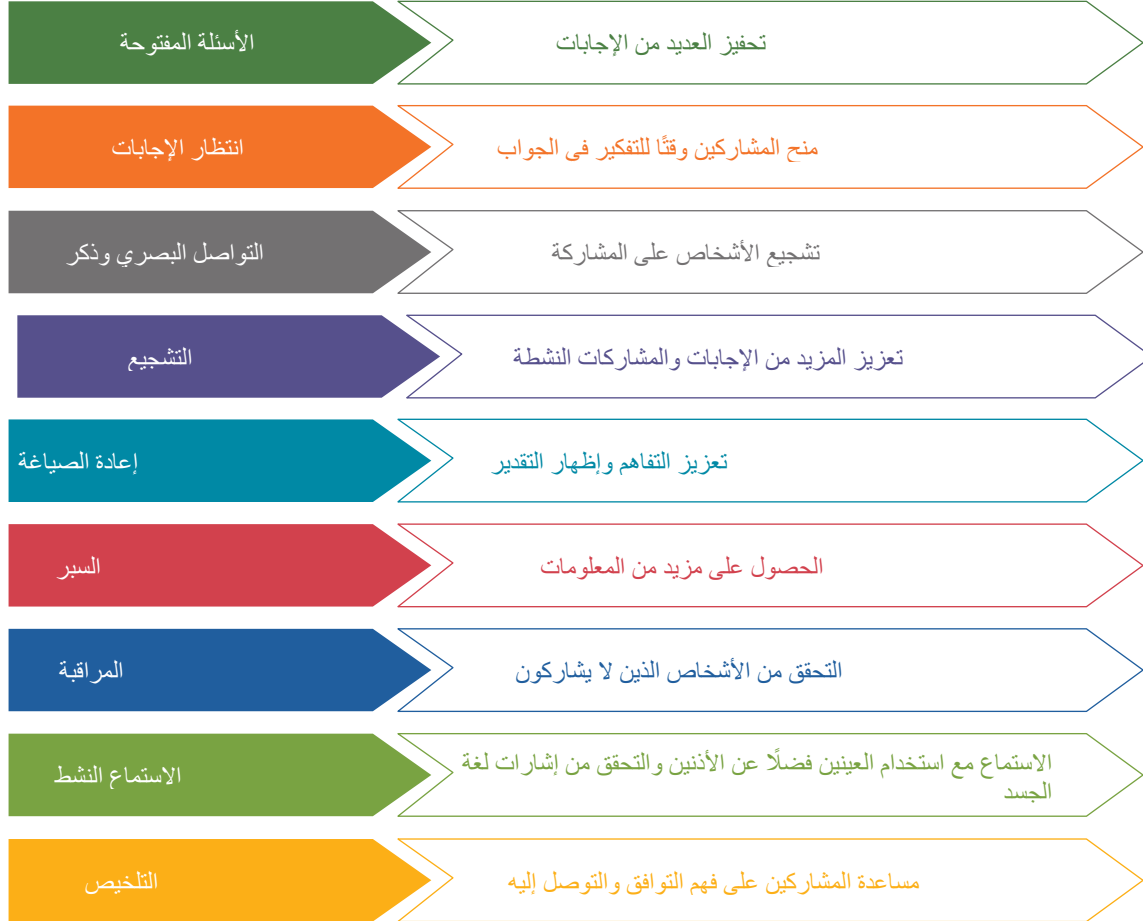 الأسئلة المفتوحة
تحفيز العديد من الإجابات
انتظار الإجابات
منح المشاركين وقتًا للتفكير في الجواب
التواصل البصري وذكر
تشجيع الأشخاص على المشاركة
التشجيع
تعزيز المزيد من الإجابات والمشاركات النشطة
إعادة الصياغة
تعزيز التفاهم وإظهار التقدير
السبر
الحصول على مزيد من المعلومات
المراقبة
التحقق من الأشخاص الذين لا يشاركون
الاستماع النشط
الاستماع مع استخدام العينين فضلًا عن الأذنين والتحقق من إشارات لغة
الجسد
التلخيص
مساعدة المشاركين على فهم التوافق والتوصل إليه